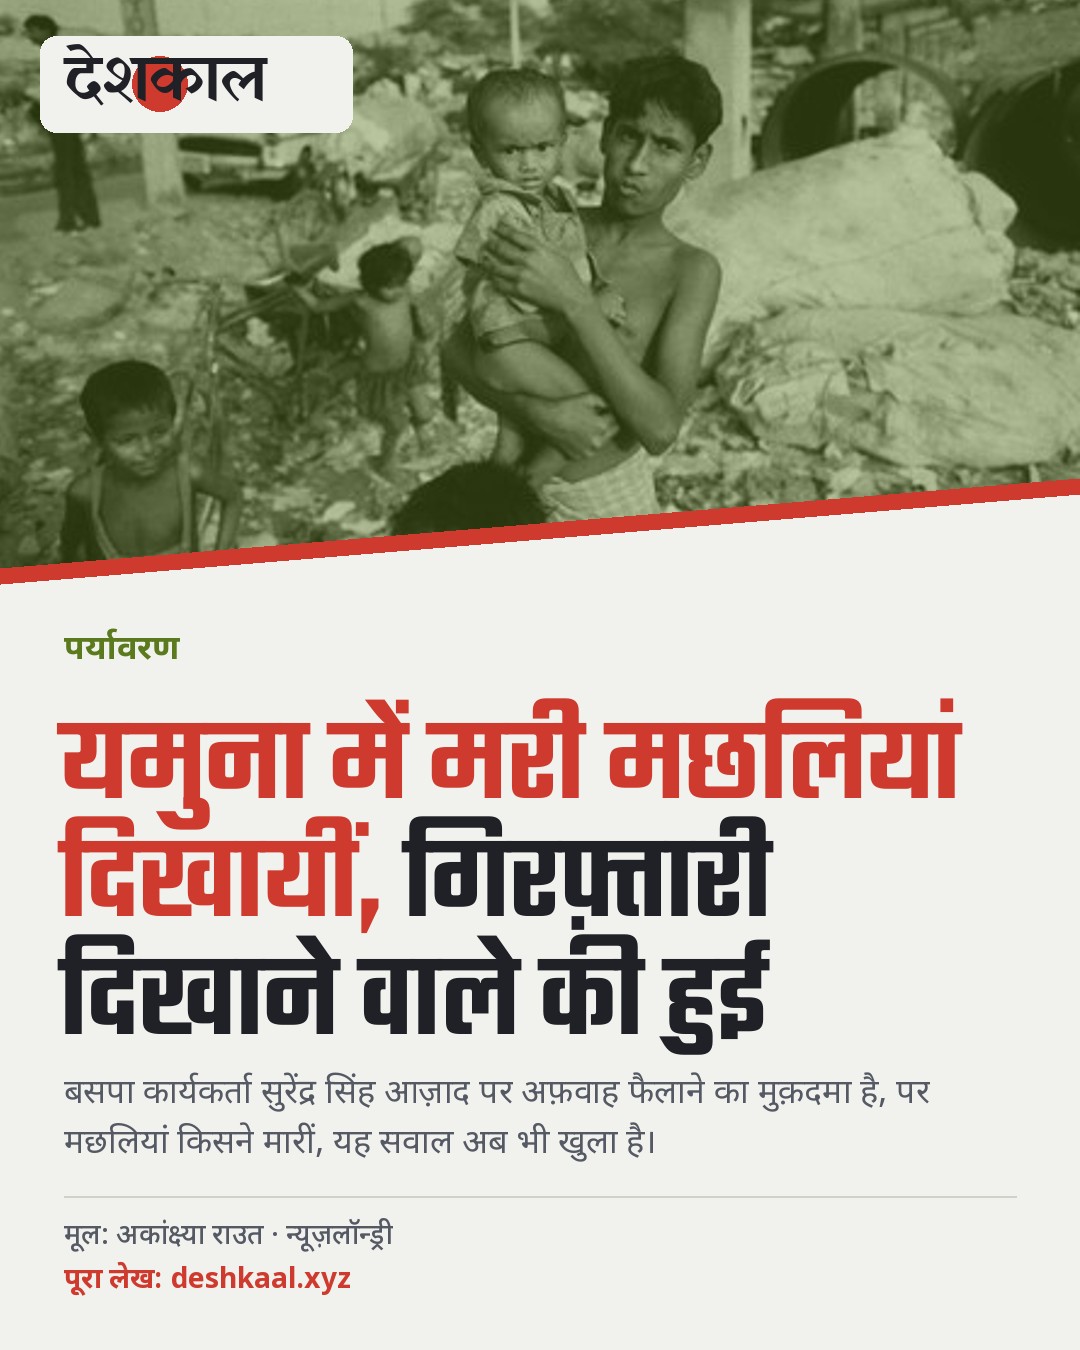 देशकाल
पर्यावरण
यमुना में मरी मछलियां
दिखायीं, गिरफ़्तारी
दिखाने वाले की हुई
बसपा कार्यकर्ता सुरेंद्र सिंह आज़ाद पर अफ़वाह फैलाने का मुक़दमा है, पर
मछलियां किसने मारीं, यह सवाल अब भी खुला है।
मूल: अकांक्ष्या राउत · न्यूज़लॉन्ड्री
पूरा लेख: deshkaal.xyz